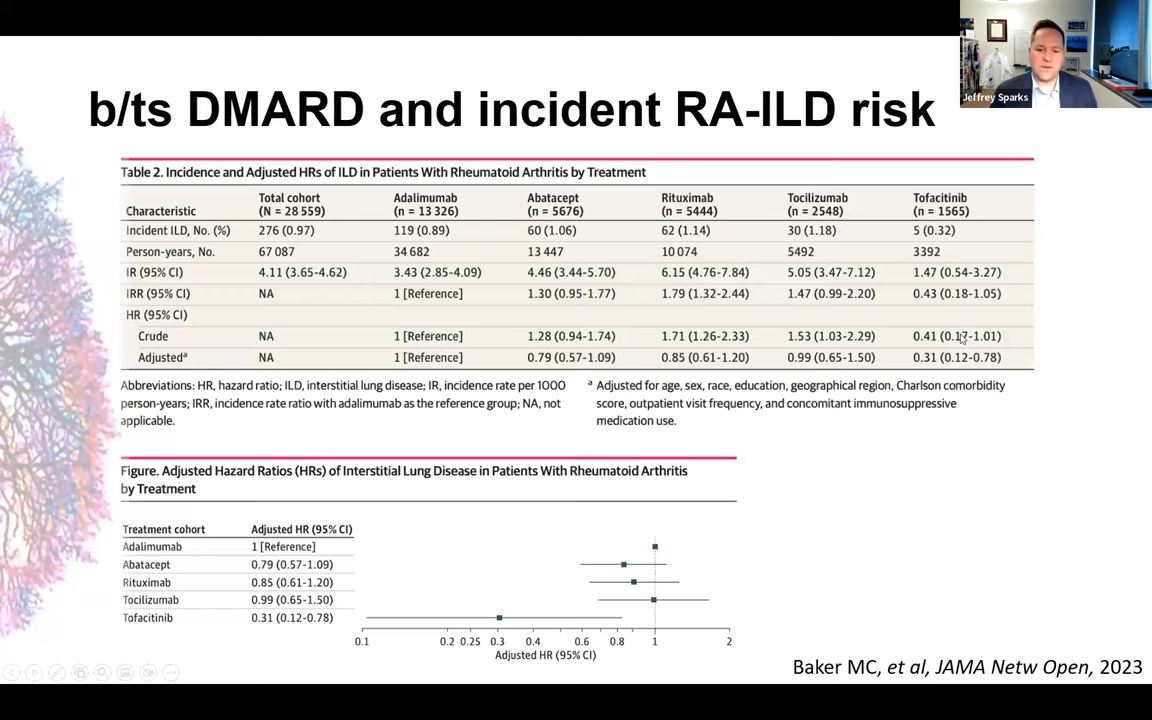 Jeffrey Sparks
b/ts DMARD and incident RA-ILD risk
Table 2. Incidence and Adjusted HRs of ILD in Patients With Rheumatoid Arthritis by Treatment
Characteristic Total cohort (N = 28 559) Adalimumab (n = 13 326) Abatacept (n = 5676) Rituximab (n = 5444) Tocilizumab (n = 2548) Tofacitinib (n = 1565)
Incident ILD, No. (%) 276 (0.97) 119 (0.89) 60 (1.06) 62 (1.14) 30 (1.18) 5 (0.32)
Person-years, No. 67 087 34 682 13 447 10 074 5492 3392
IR (95% CI) 4.11 (3.65-4.62) 3.43 (2.85-4.09) 4.46 (3.44-5.70) 6.15 (4.76-7.84) 5.05 (3.47-7.12) 1.47 (0.54-3.27)
IRR (95% CI) NA 1 [Reference] 1.30 (0.95-1.77) 1.79 (1.32-2.44) 1.47 (0.99-2.20) 0.43 (0.18-1.05)
HR (95% CI)
Crude NA 1 [Reference] 1.28 (0.94-1.74) 1.71 (1.26-2.33) 1.53 (1.03-2.29) 0.41 (0.17-1.01)
Adjustedᵃ NA 1 [Reference] 0.79 (0.57-1.09) 0.85 (0.61-1.20) 0.99 (0.65-1.50) 0.31 (0.12-0.78)
Abbreviations: HR, hazard ratio; ILD, interstitial lung disease; IR, incidence rate per 1000
person-years; IRR, incidence rate ratio with adalimumab as the reference group; NA, not
applicable.
ᵃ Adjusted for age, sex, race, education, geographical region, Charlson comorbidity
score, outpatient visit frequency, and concomitant immunosuppressive
medication use.
Figure. Adjusted Hazard Ratios (HRs) of Interstitial Lung Disease in Patients With Rheumatoid Arthritis
by Treatment
Treatment cohort Adjusted HR (95% CI)
Adalimumab 1 [Reference]
Abatacept 0.79 (0.57-1.09)
Rituximab 0.85 (0.61-1.20)
Tocilizumab 0.99 (0.65-1.50)
Tofacitinib 0.31 (0.12-0.78)
0.1 0.2 0.25 0.3 0.4 0.6 0.8 1 2
Adjusted HR (95% CI)
Baker MC, et al, JAMA Netw Open, 2023